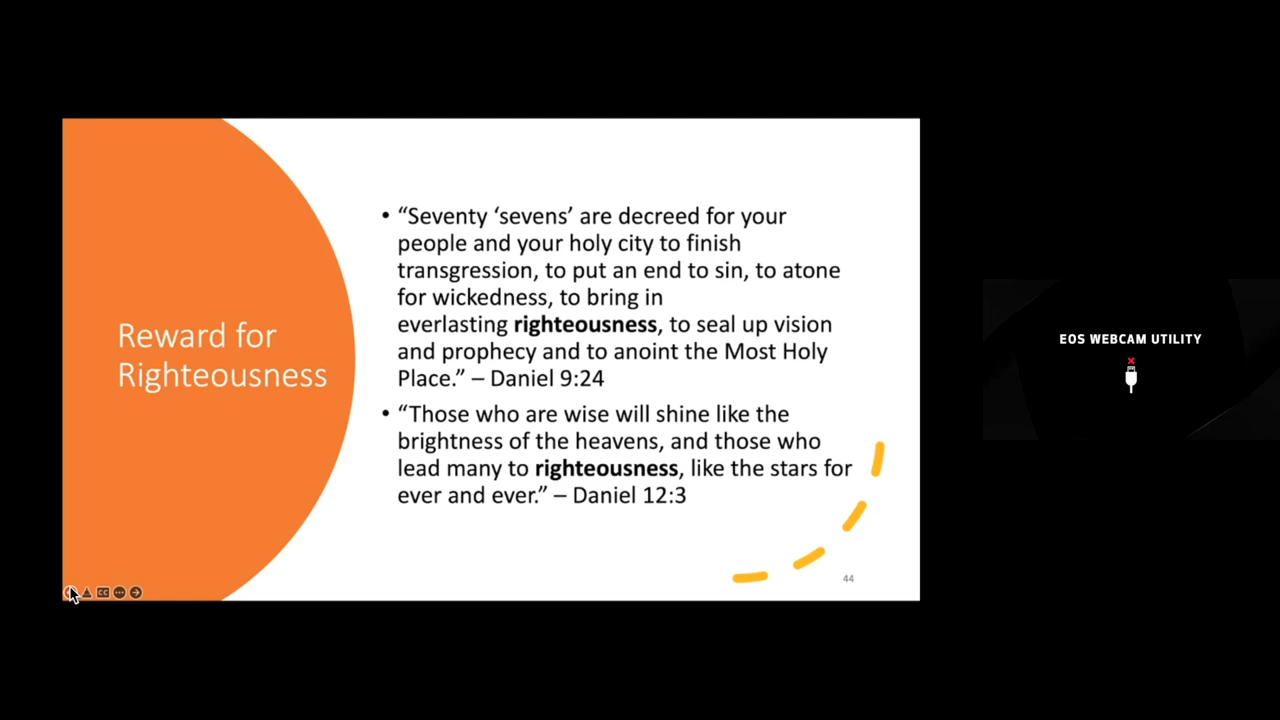 Reward for
Righteousness
• “Seventy ‘sevens’ are decreed for your
people and your holy city to finish
transgression, to put an end to sin, to atone
for wickedness, to bring in
everlasting righteousness, to seal up vision
and prophecy and to anoint the Most Holy
Place.” – Daniel 9:24
• “Those who are wise will shine like the
brightness of the heavens, and those who
lead many to righteousness, like the stars for
ever and ever.” – Daniel 12:3
44
CC
EOS WEBCAM UTILITY